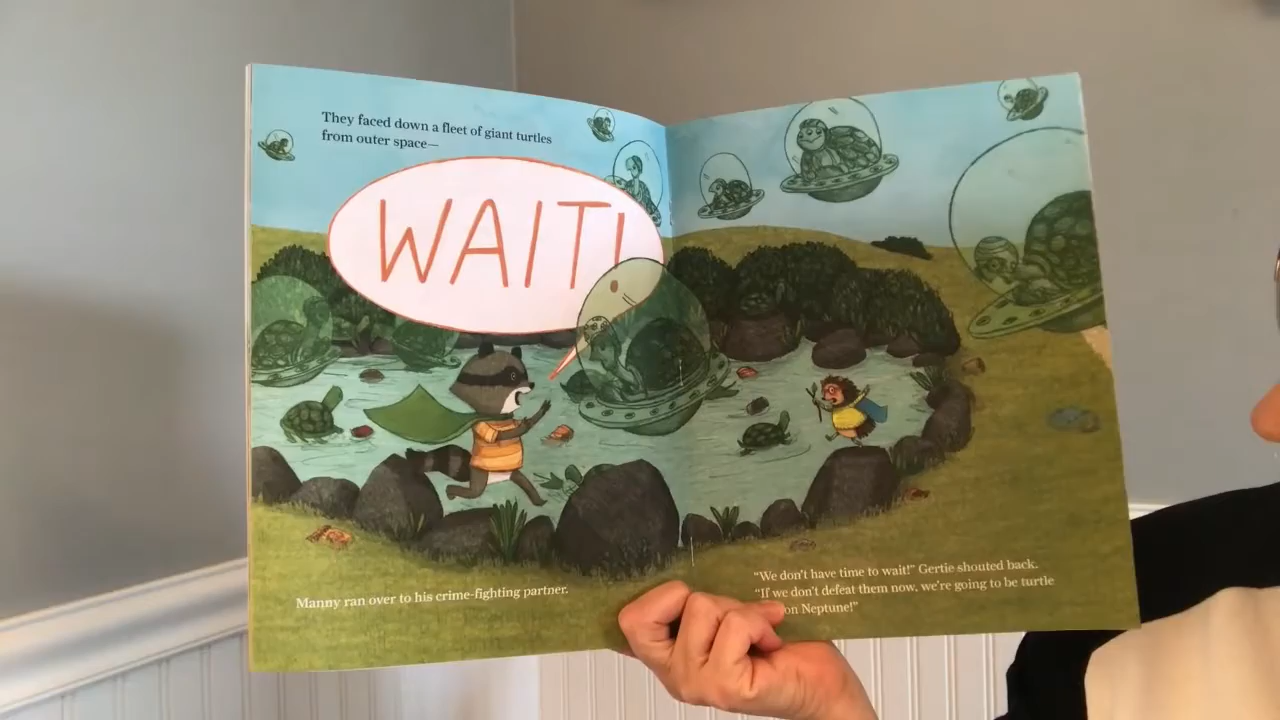 They faced down a fleet of giant turtles
from outer space—
WAIT!
Manny ran over to his crime-fighting partner.
“We don’t have time to wait!” Gertie shouted back.
“If we don’t defeat them now, we’re going to be turtle
on Neptune!”